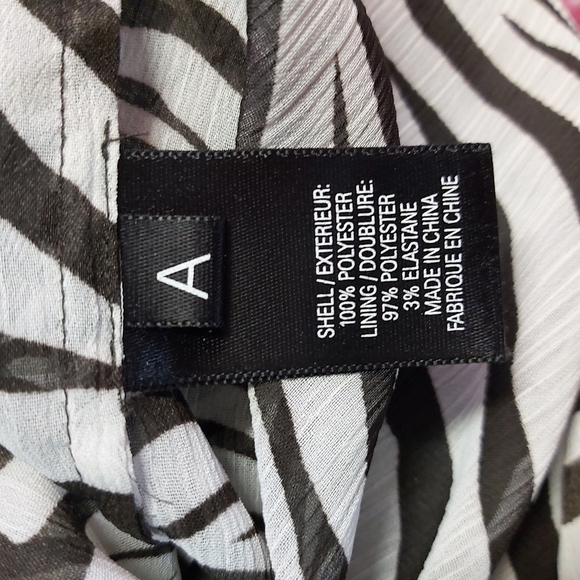 A
SHELL / EXTERIEUR:
100% POLYESTER
LINING / DOUBLURE:
97% POLYESTER
3% ELASTANE
MADE IN CHINA
FABRIQUE EN CHINE